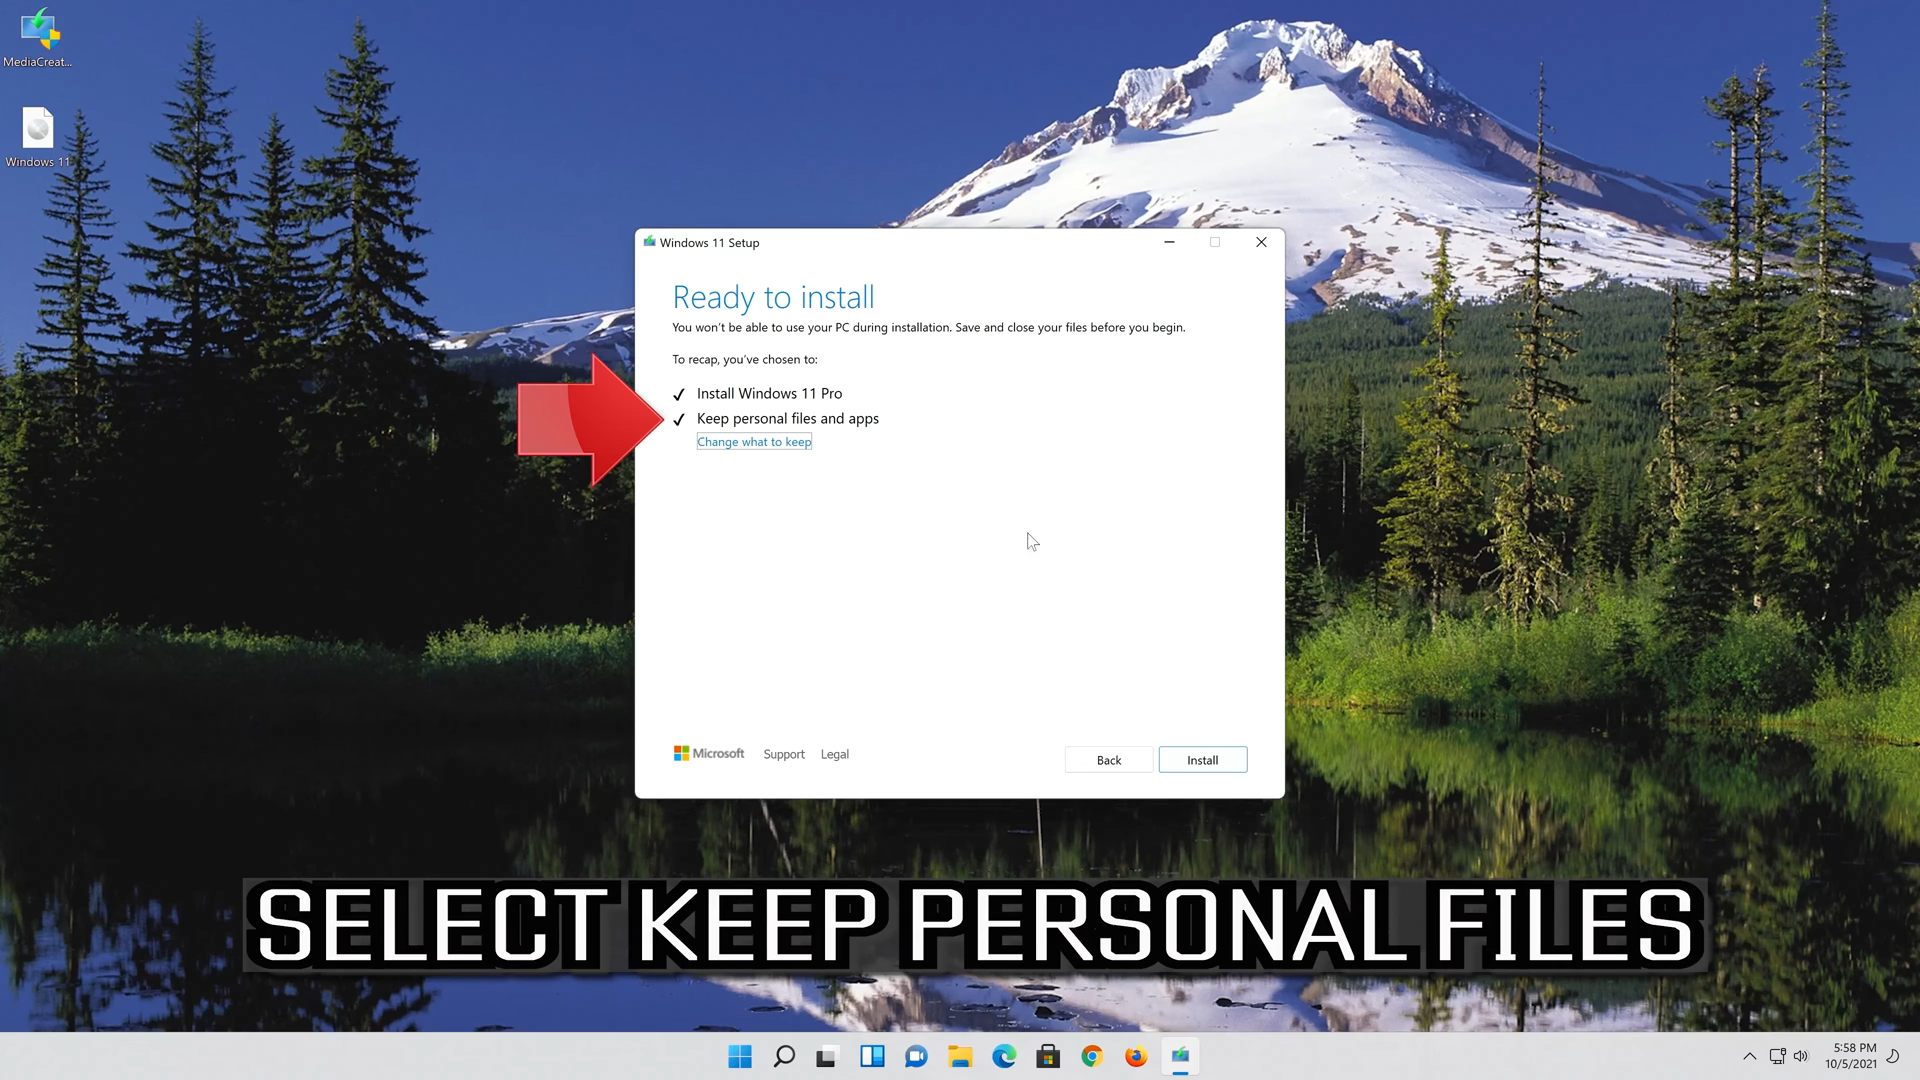 MediaCreat...
Windows 11
Windows 11 Setup
Ready to install
You won't be able to use your PC during installation. Save and close your files before you begin.
To recap, you've chosen to:
Install Windows 11 Pro
Keep personal files and apps
Change what to keep
Microsoft
Support
Legal
Back
Install
SELECT KEEP PERSONAL FILES
5:58 PM
10/5/2021